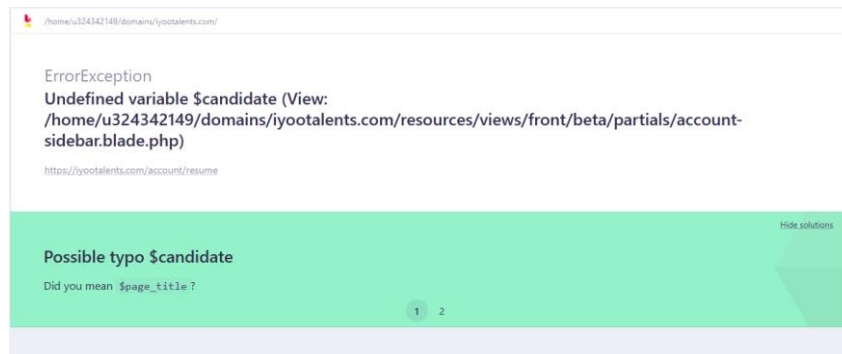 /home/u324342149/domains/iyootalents.com/
ErrorException
Undefined variable $candidate (View:
/home/u324342149/domains/iyootalents.com/resources/views/front/beta/partials/account-
sidebar.blade.php)
https://iyootalents.com/account/resume
Hide solutions
Possible typo $candidate
Did you mean $page_title ?
1 2